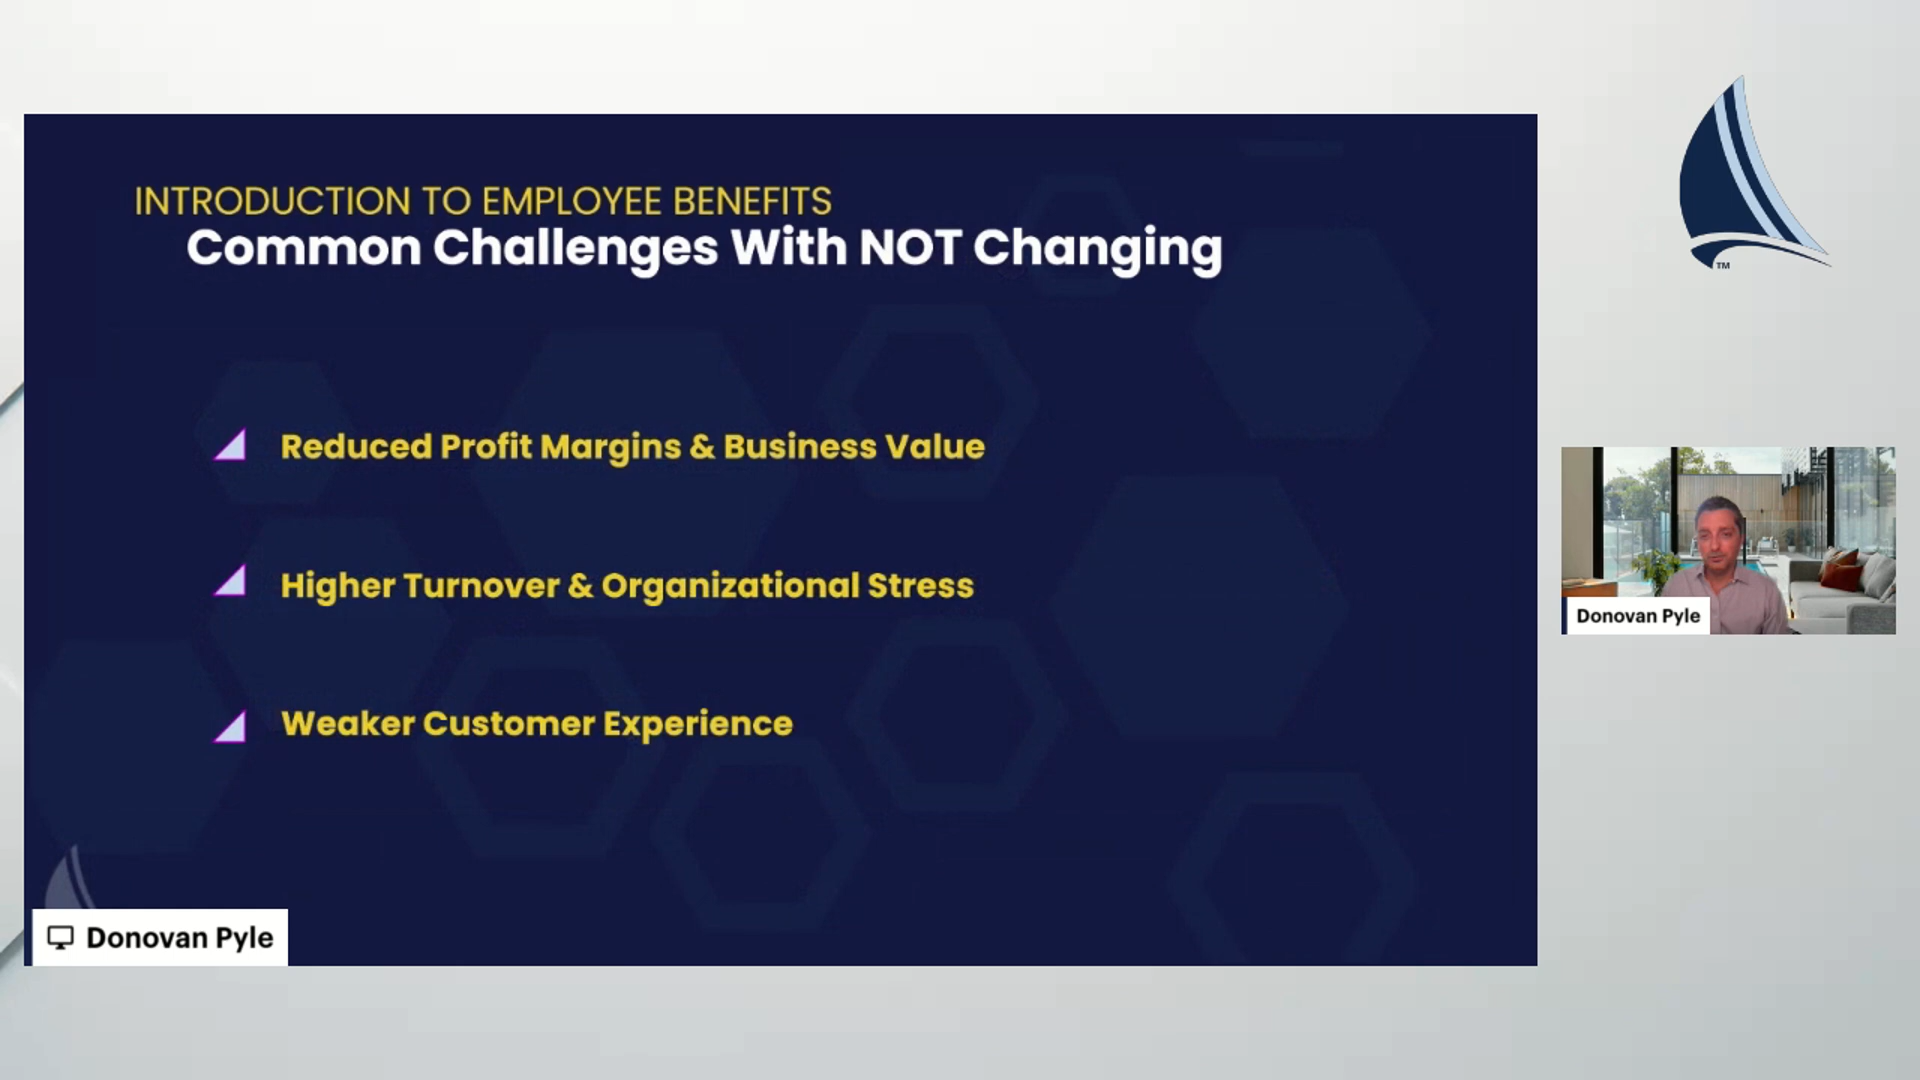 INTRODUCTION TO EMPLOYEE BENEFITS
Common Challenges With NOT Changing
Reduced Profit Margins & Business Value
Higher Turnover & Organizational Stress
Weaker Customer Experience
Donovan Pyle
TM
Donovan Pyle